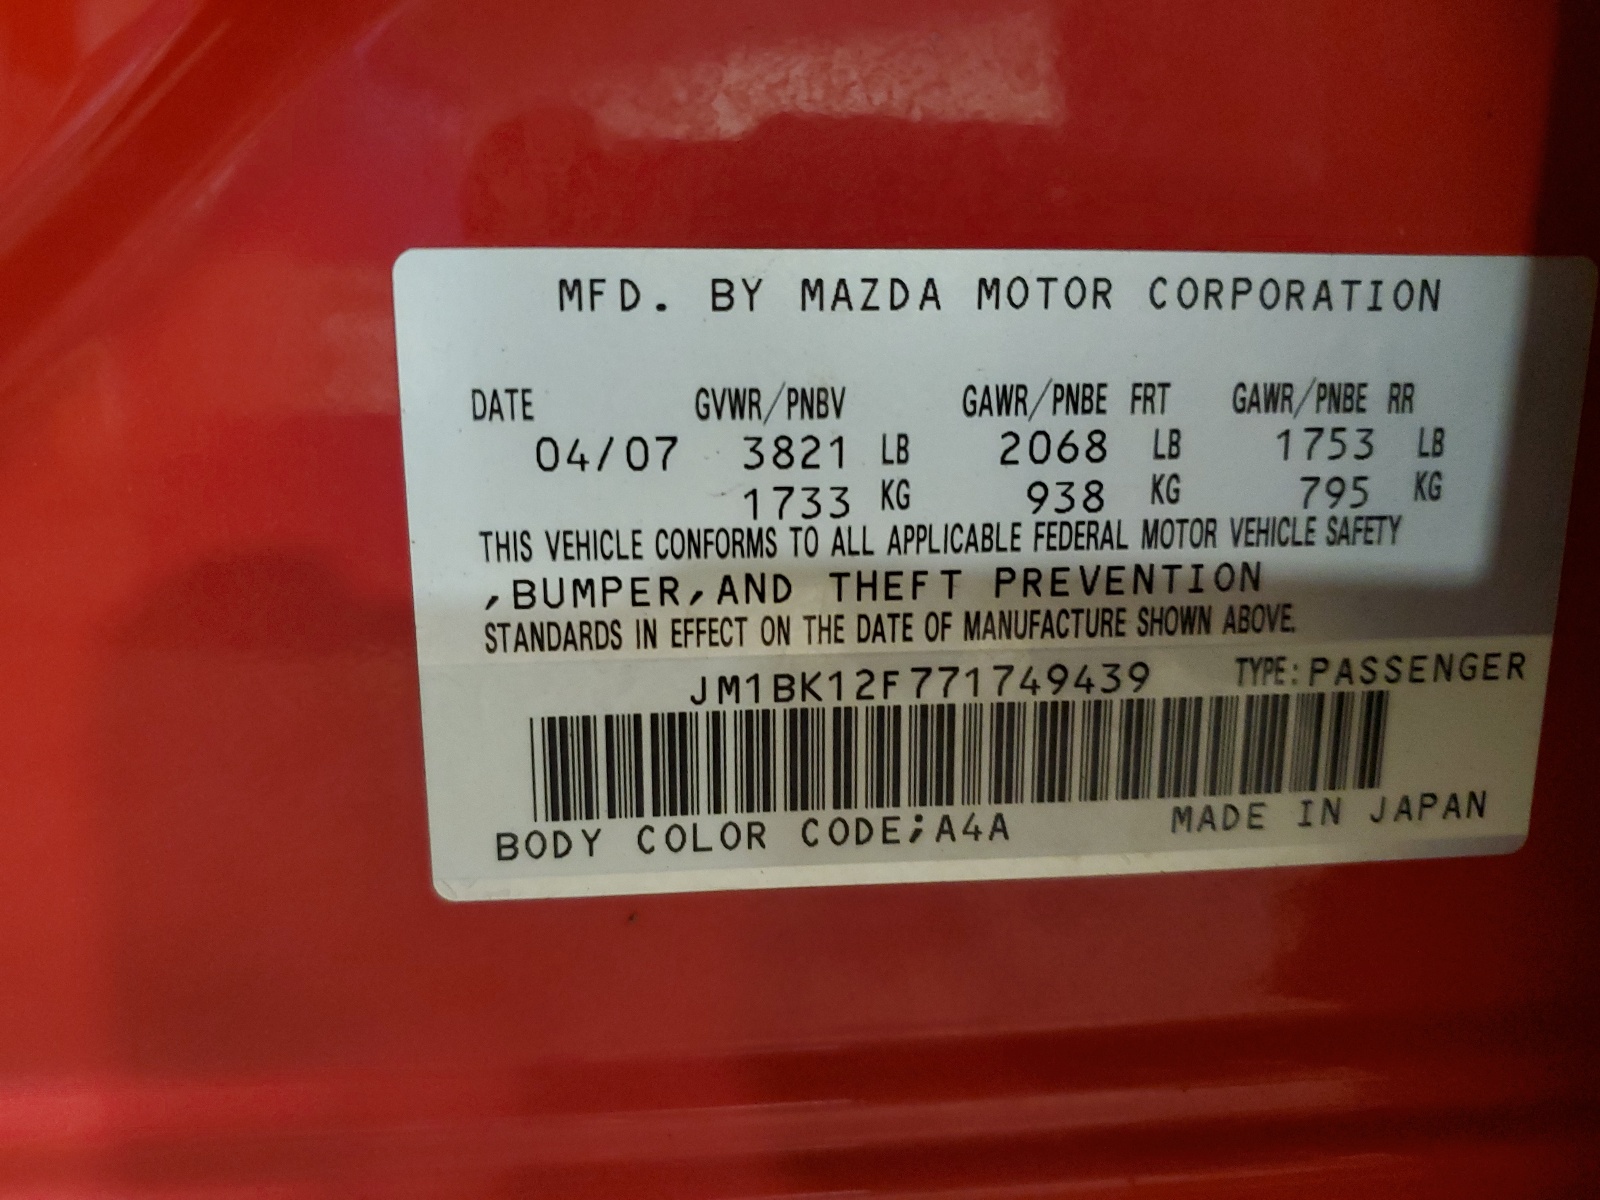 MFD. BY MAZDA MOTOR CORPORATION
DATE GVWR/PNBV GAWR/PNBE FRT GAWR/PNBE RR
04/07 3821 LB 2068 LB 1753 LB
1733 KG 938 KG 795 KG
THIS VEHICLE CONFORMS TO ALL APPLICABLE FEDERAL MOTOR VEHICLE SAFETY
,BUMPER,AND THEFT PREVENTION
STANDARDS IN EFFECT ON THE DATE OF MANUFACTURE SHOWN ABOVE.
JM1BK12F771749439 TYPE:PASSENGER
BODY COLOR CODE;A4A MADE IN JAPAN